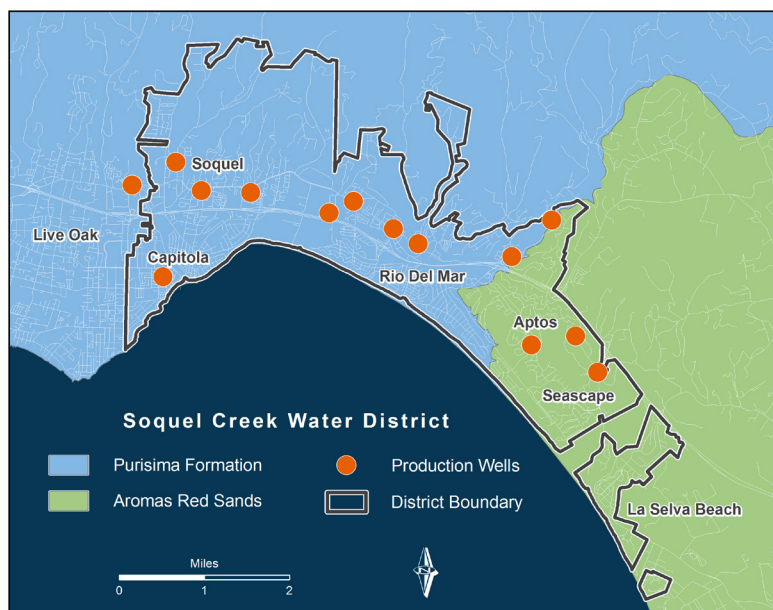 Soquel
Live Oak
Capitola
Rio Del Mar
Aptos
Seascape
La Selva Beach
Soquel Creek Water District
Purisima Formation
Production Wells
Aromas Red Sands
District Boundary
Miles
0 1 2
N